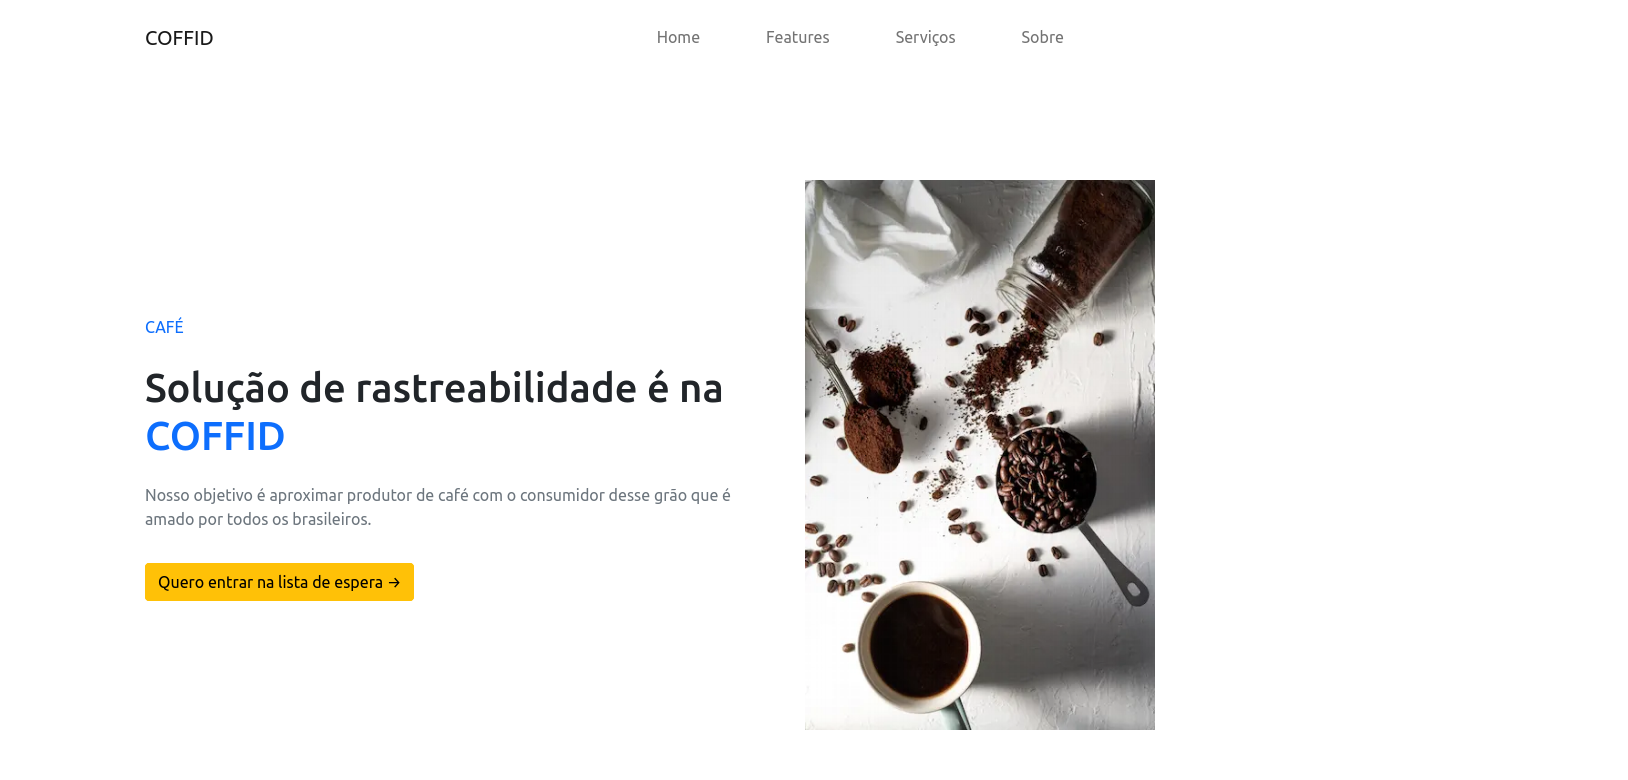 COFFID
Home Features Serviços Sobre
CAFÉ
Solução de rastreabilidade é na
COFFID
Nosso objetivo é aproximar produtor de café com o consumidor desse grão que é
amado por todos os brasileiros.
Quero entrar na lista de espera →